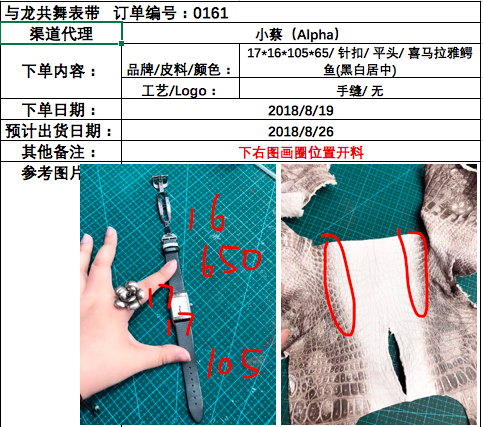 与龙共舞表带 订单编号：0161
渠道代理 小蔡（Alpha）
下单内容： 品牌/皮料/颜色： 17*16*105*65/ 针扣/ 平头/ 喜马拉雅鳄
鱼(黑白居中)
工艺/Logo： 手缝/ 无
下单日期： 2018/8/19
预计出货日期： 2018/8/26
其他备注： 下右图画圈位置开料
参考图片
16
650
17
17
105